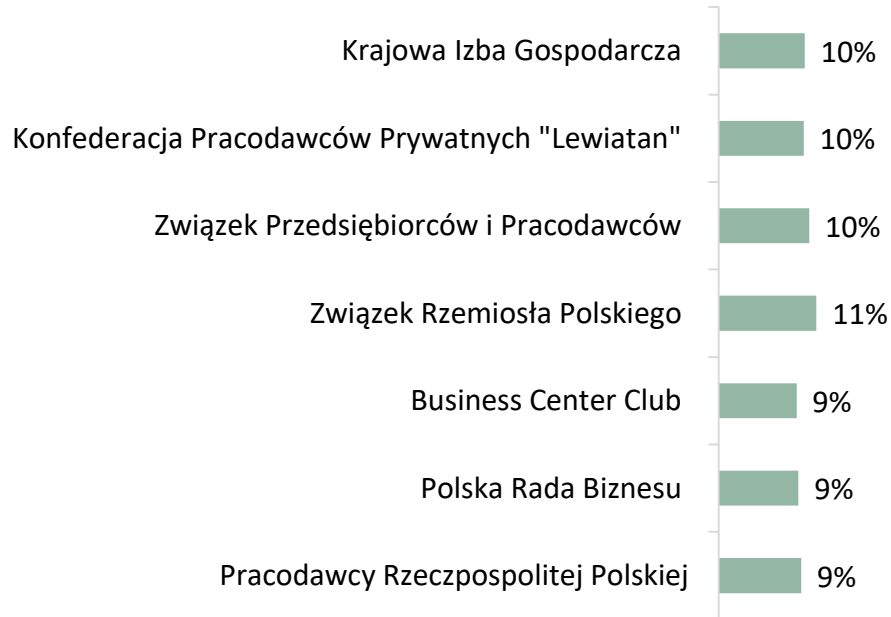 Krajowa Izba Gospodarcza 10%
Konfederacja Pracodawców Prywatnych "Lewiatan" 10%
Związek Przedsiębiorców i Pracodawców 10%
Związek Rzemiosła Polskiego 11%
Business Center Club 9%
Polska Rada Biznesu 9%
Pracodawcy Rzeczpospolitej Polskiej 9%